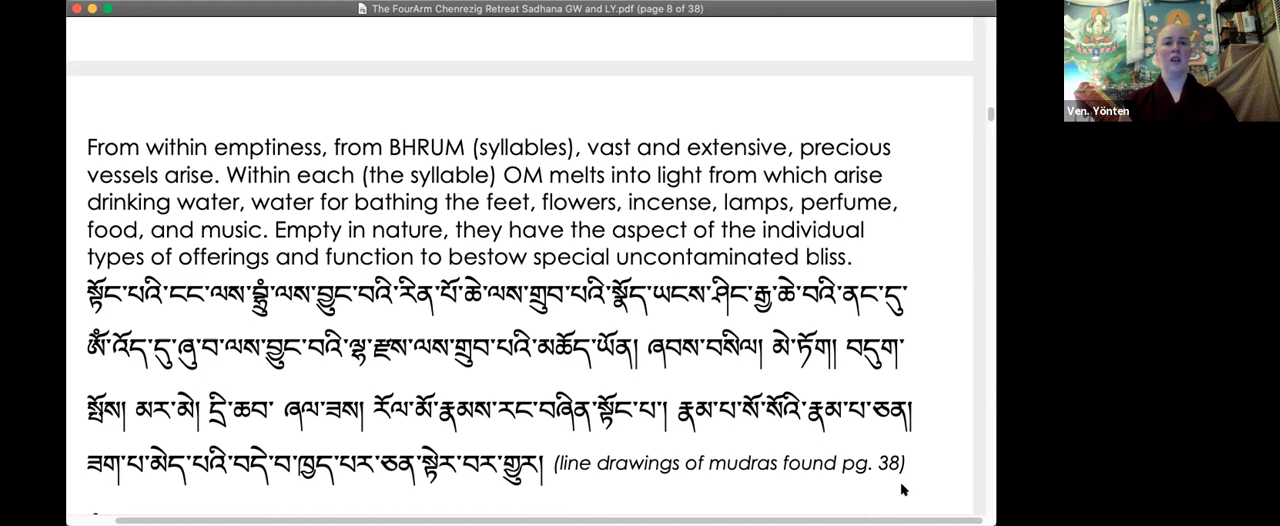 The FourArm Chenrezig Retreat Sadhana GW and LY.pdf (page 8 of 38)
Ven. Yönten
From within emptiness, from BHRUM (syllables), vast and extensive, precious
vessels arise. Within each (the syllable) OM melts into light from which arise
drinking water, water for bathing the feet, flowers, incense, lamps, perfume,
food, and music. Empty in nature, they have the aspect of the individual
types of offerings and function to bestow special uncontaminated bliss.
སྟོང་པའི་ངང་ལས་བྷྲཱུྃ་ལས་བྱུང་བའི་རིན་པོ་ཆེ་ལས་གྲུབ་པའི་སྣོད་ཡངས་ཤིང་རྒྱ་ཆེ་བའི་ནང་དུ་
ཨོཾ་འོད་དུ་ཞུ་བ་ལས་བྱུང་བའི་ལྷ་རྫས་ལས་གྲུབ་པའི་མཆོད་ཡོན། ཞབས་བསིལ། མེ་ཏོག། བདུག་
སྤོས། མར་མེ། དྲི་ཆབ་ ཞལ་ཟས། རོལ་མོ་རྣམས་རང་བཞིན་སྟོང་པ་། རྣམ་པ་སོ་སོའི་རྣམ་པ་ཅན།
ཟག་པ་མེད་པའི་བདེ་བ་ཁྱད་པར་ཅན་སྟེར་བར་གྱུར། (line drawings of mudras found pg. 38)